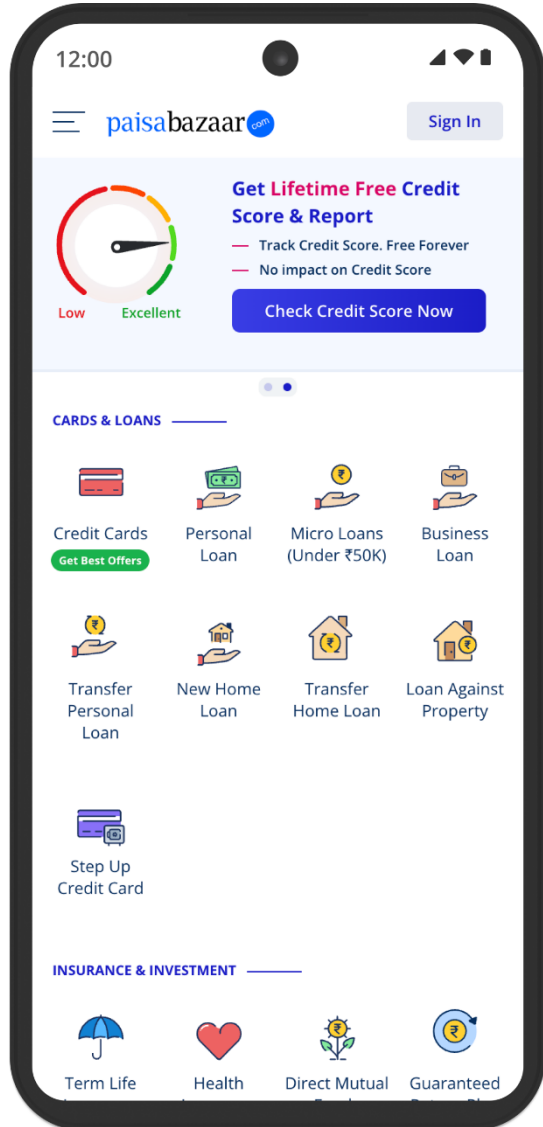 12:00
paisabazaar com
Sign In
Get Lifetime Free Credit
Score & Report
— Track Credit Score. Free Forever
— No impact on Credit Score
Low Excellent
Check Credit Score Now
CARDS & LOANS
Credit Cards
Get Best Offers
Personal
Loan
Micro Loans
(Under ₹50K)
Business
Loan
Transfer
Personal
Loan
New Home
Loan
Transfer
Home Loan
Loan Against
Property
Step Up
Credit Card
INSURANCE & INVESTMENT
Term Life
Health
Direct Mutual
Guaranteed